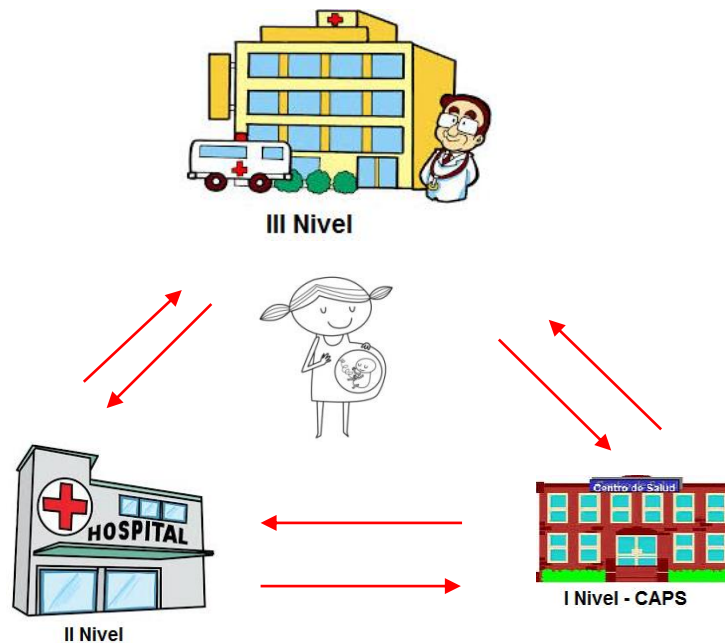 III Nivel
HOSPITAL
Centro de Salud
II Nivel
I Nivel - CAPS